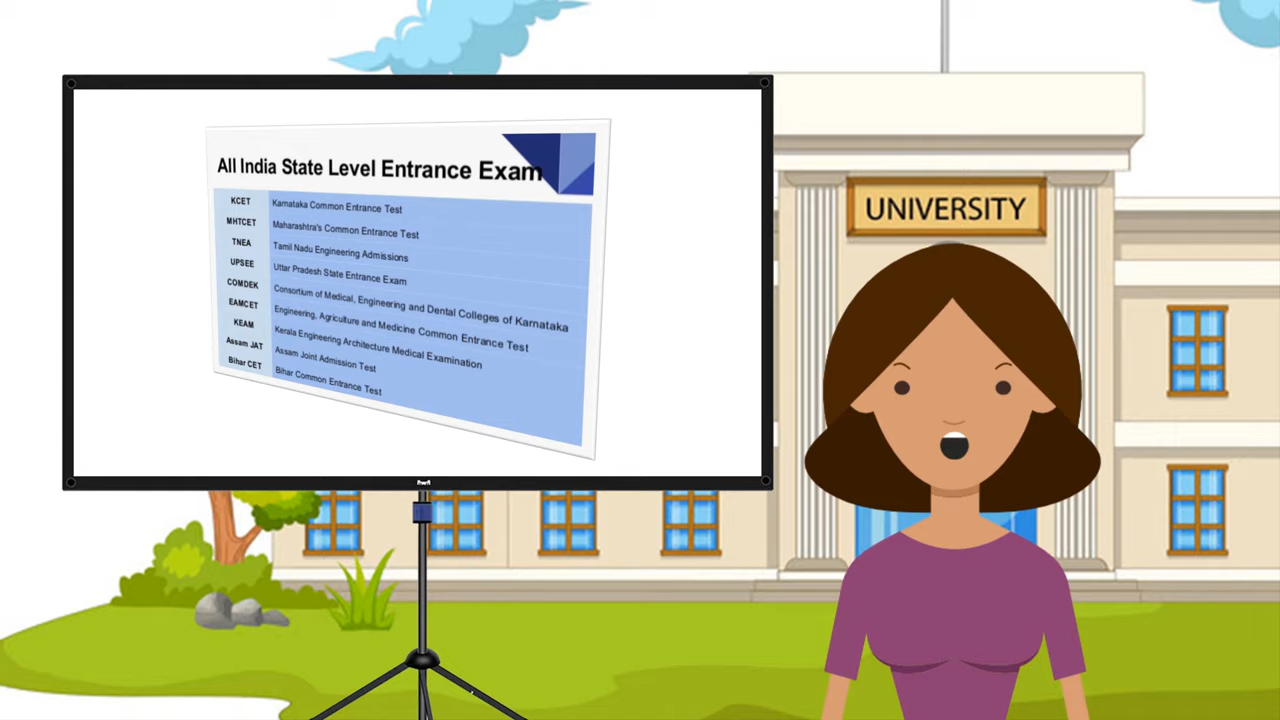 All India State Level Entrance Exam
KCET Karnataka Common Entrance Test
MHTCET Maharashtra's Common Entrance Test
TNEA Tamil Nadu Engineering Admissions
UPSEE Uttar Pradesh State Entrance Exam
COMDEK Consortium of Medical, Engineering and Dental Colleges of Karnataka
EAMCET Engineering, Agriculture and Medicine Common Entrance Test
KEAM Kerala Engineering Architecture Medical Examination
Assam JAT Assam Joint Admission Test
Bihar CET Bihar Common Entrance Test
UNIVERSITY